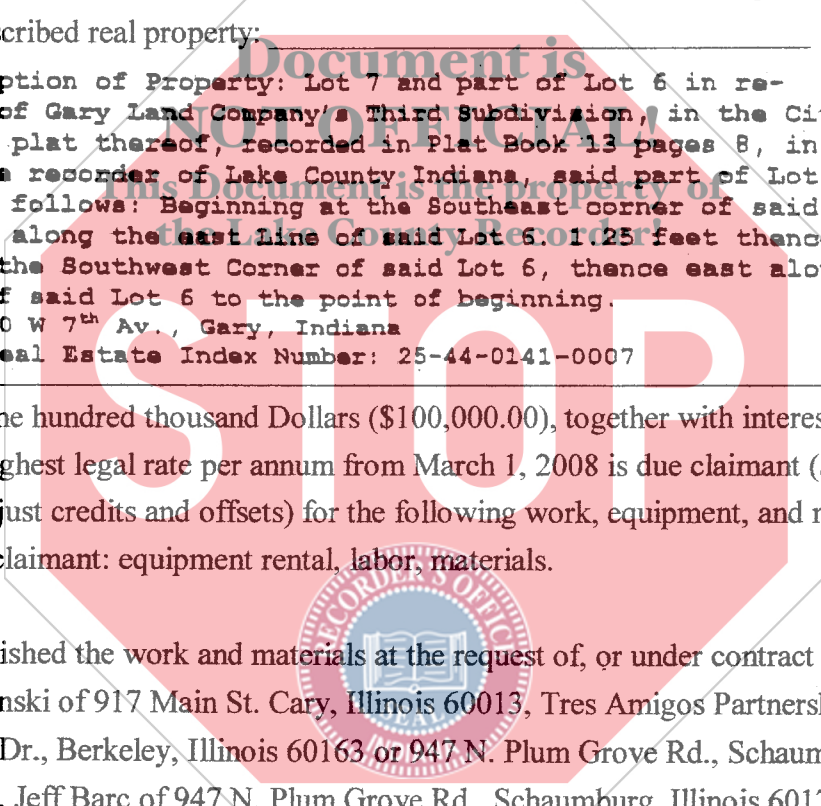 scribed real property:
Document is
ption of Property: Lot 7 and part of Lot 6 in re-
of Gary Land Company's Third Subdivision, in the Cit
NOT OFFICIAL!
plat thereof, recorded in Plat Book 13 pages 8, in
recorder of Lake County Indiana, said part of Lot
This Document is the property of
follows: Beginning at the Southeast corner of said
the Lake County Recorder!
along the east line of said Lot 6. 1.25 feet thenc
the Southwest Corner of said Lot 6, thence east alo
f said Lot 6 to the point of beginning.
0 W 7th Av., Gary, Indiana
eal Estate Index Number: 25-44-0141-0007
STOP
ne hundred thousand Dollars ($100,000.00), together with interes
ghest legal rate per annum from March 1, 2008 is due claimant (
just credits and offsets) for the following work, equipment, and
claimant: equipment rental, labor, materials.
RECORDER'S OFFIC
ished the work and materials at the request of, or under contract
nski of 917 Main St. Cary, Illinois 60013, Tres Amigos Partnersh
SEAL
Dr., Berkeley, Illinois 60163 or 947 N. Plum Grove Rd., Schaum
Jeff Barc of 947 N. Plum Grove Rd., Schaumburg, Illinois 6017